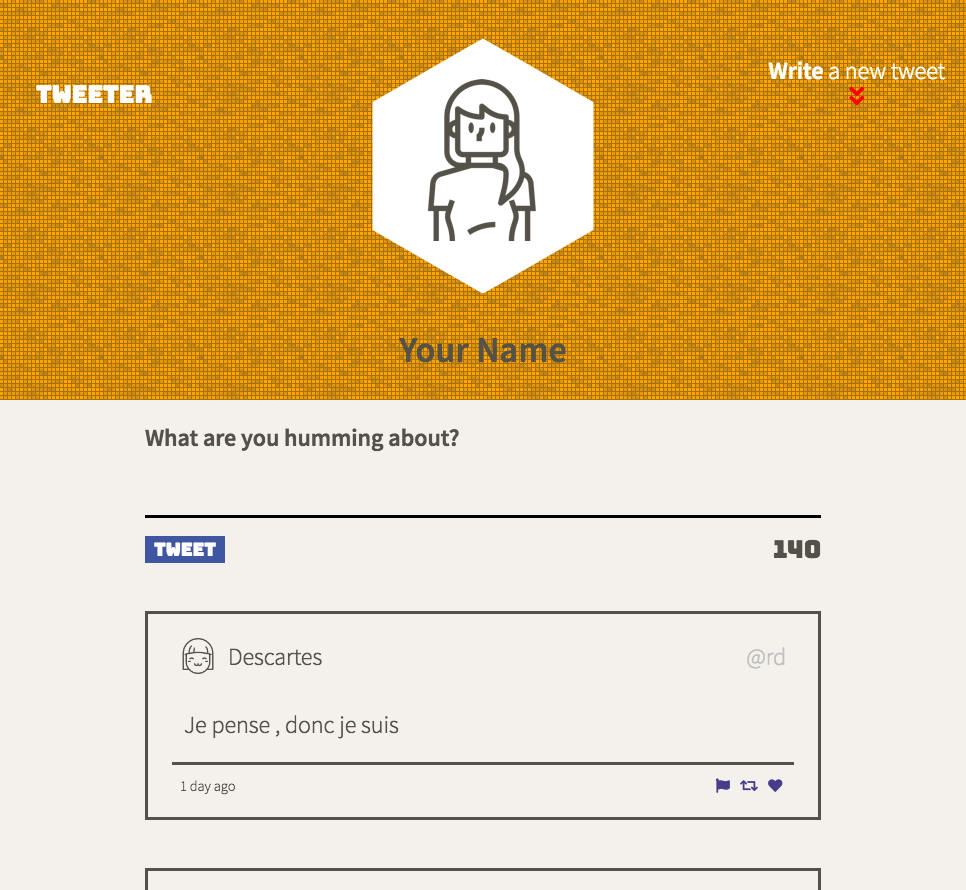 TWEETER
Write a new tweet
Your Name
What are you humming about?
TWEET
140
Descartes
@rd
Je pense , donc je suis
1 day ago